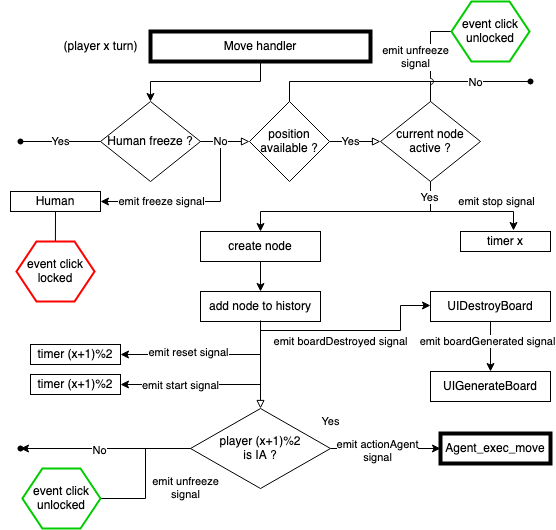 (player x turn)
Move handler
event click
unlocked
emit unfreeze
signal
No
Yes
Human freeze ?
No
position
available ?
Yes
current node
active ?
Yes
Human
emit freeze signal
emit stop signal
event click
locked
create node
timer x
add node to history
UIDestroyBoard
emit boardDestroyed signal
emit boardGenerated signal
timer (x+1)%2
emit reset signal
timer (x+1)%2
emit start signal
UIGenerateBoard
Yes
player (x+1)%2
is IA ?
emit actionAgent
signal
Agent_exec_move
No
emit unfreeze
signal
event click
unlocked